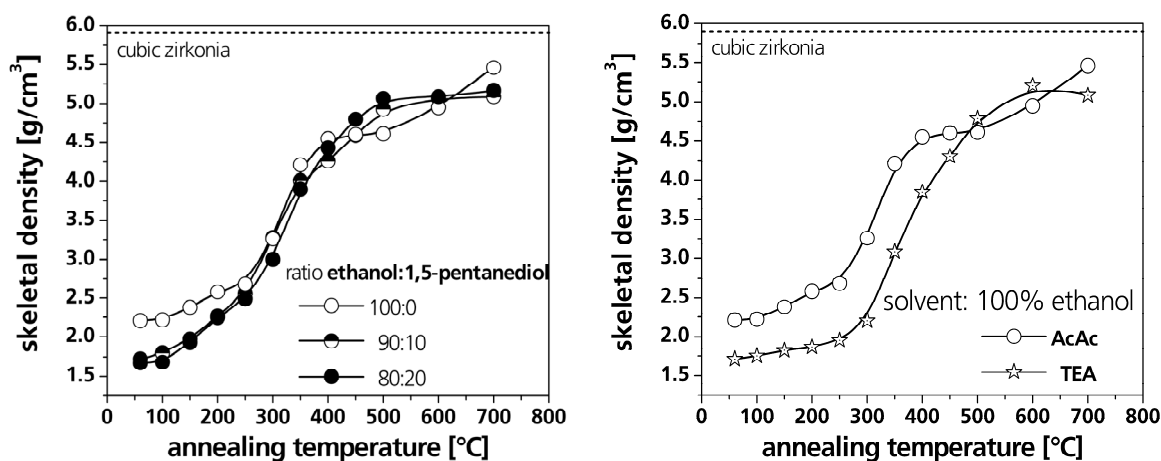 6.0
5.5
5.0
4.5
4.0
3.5
3.0
2.5
2.0
1.5
skeletal density [g/cm³]
cubic zirkonia
ratio ethanol:1,5-pentanediol
100:0
90:10
80:20
0 100 200 300 400 500 600 700 800
annealing temperature [°C]
6.0
5.5
5.0
4.5
4.0
3.5
3.0
2.5
2.0
1.5
skeletal density [g/cm³]
cubic zirkonia
solvent: 100% ethanol
AcAc
TEA
0 100 200 300 400 500 600 700 800
annealing temperature [°C]